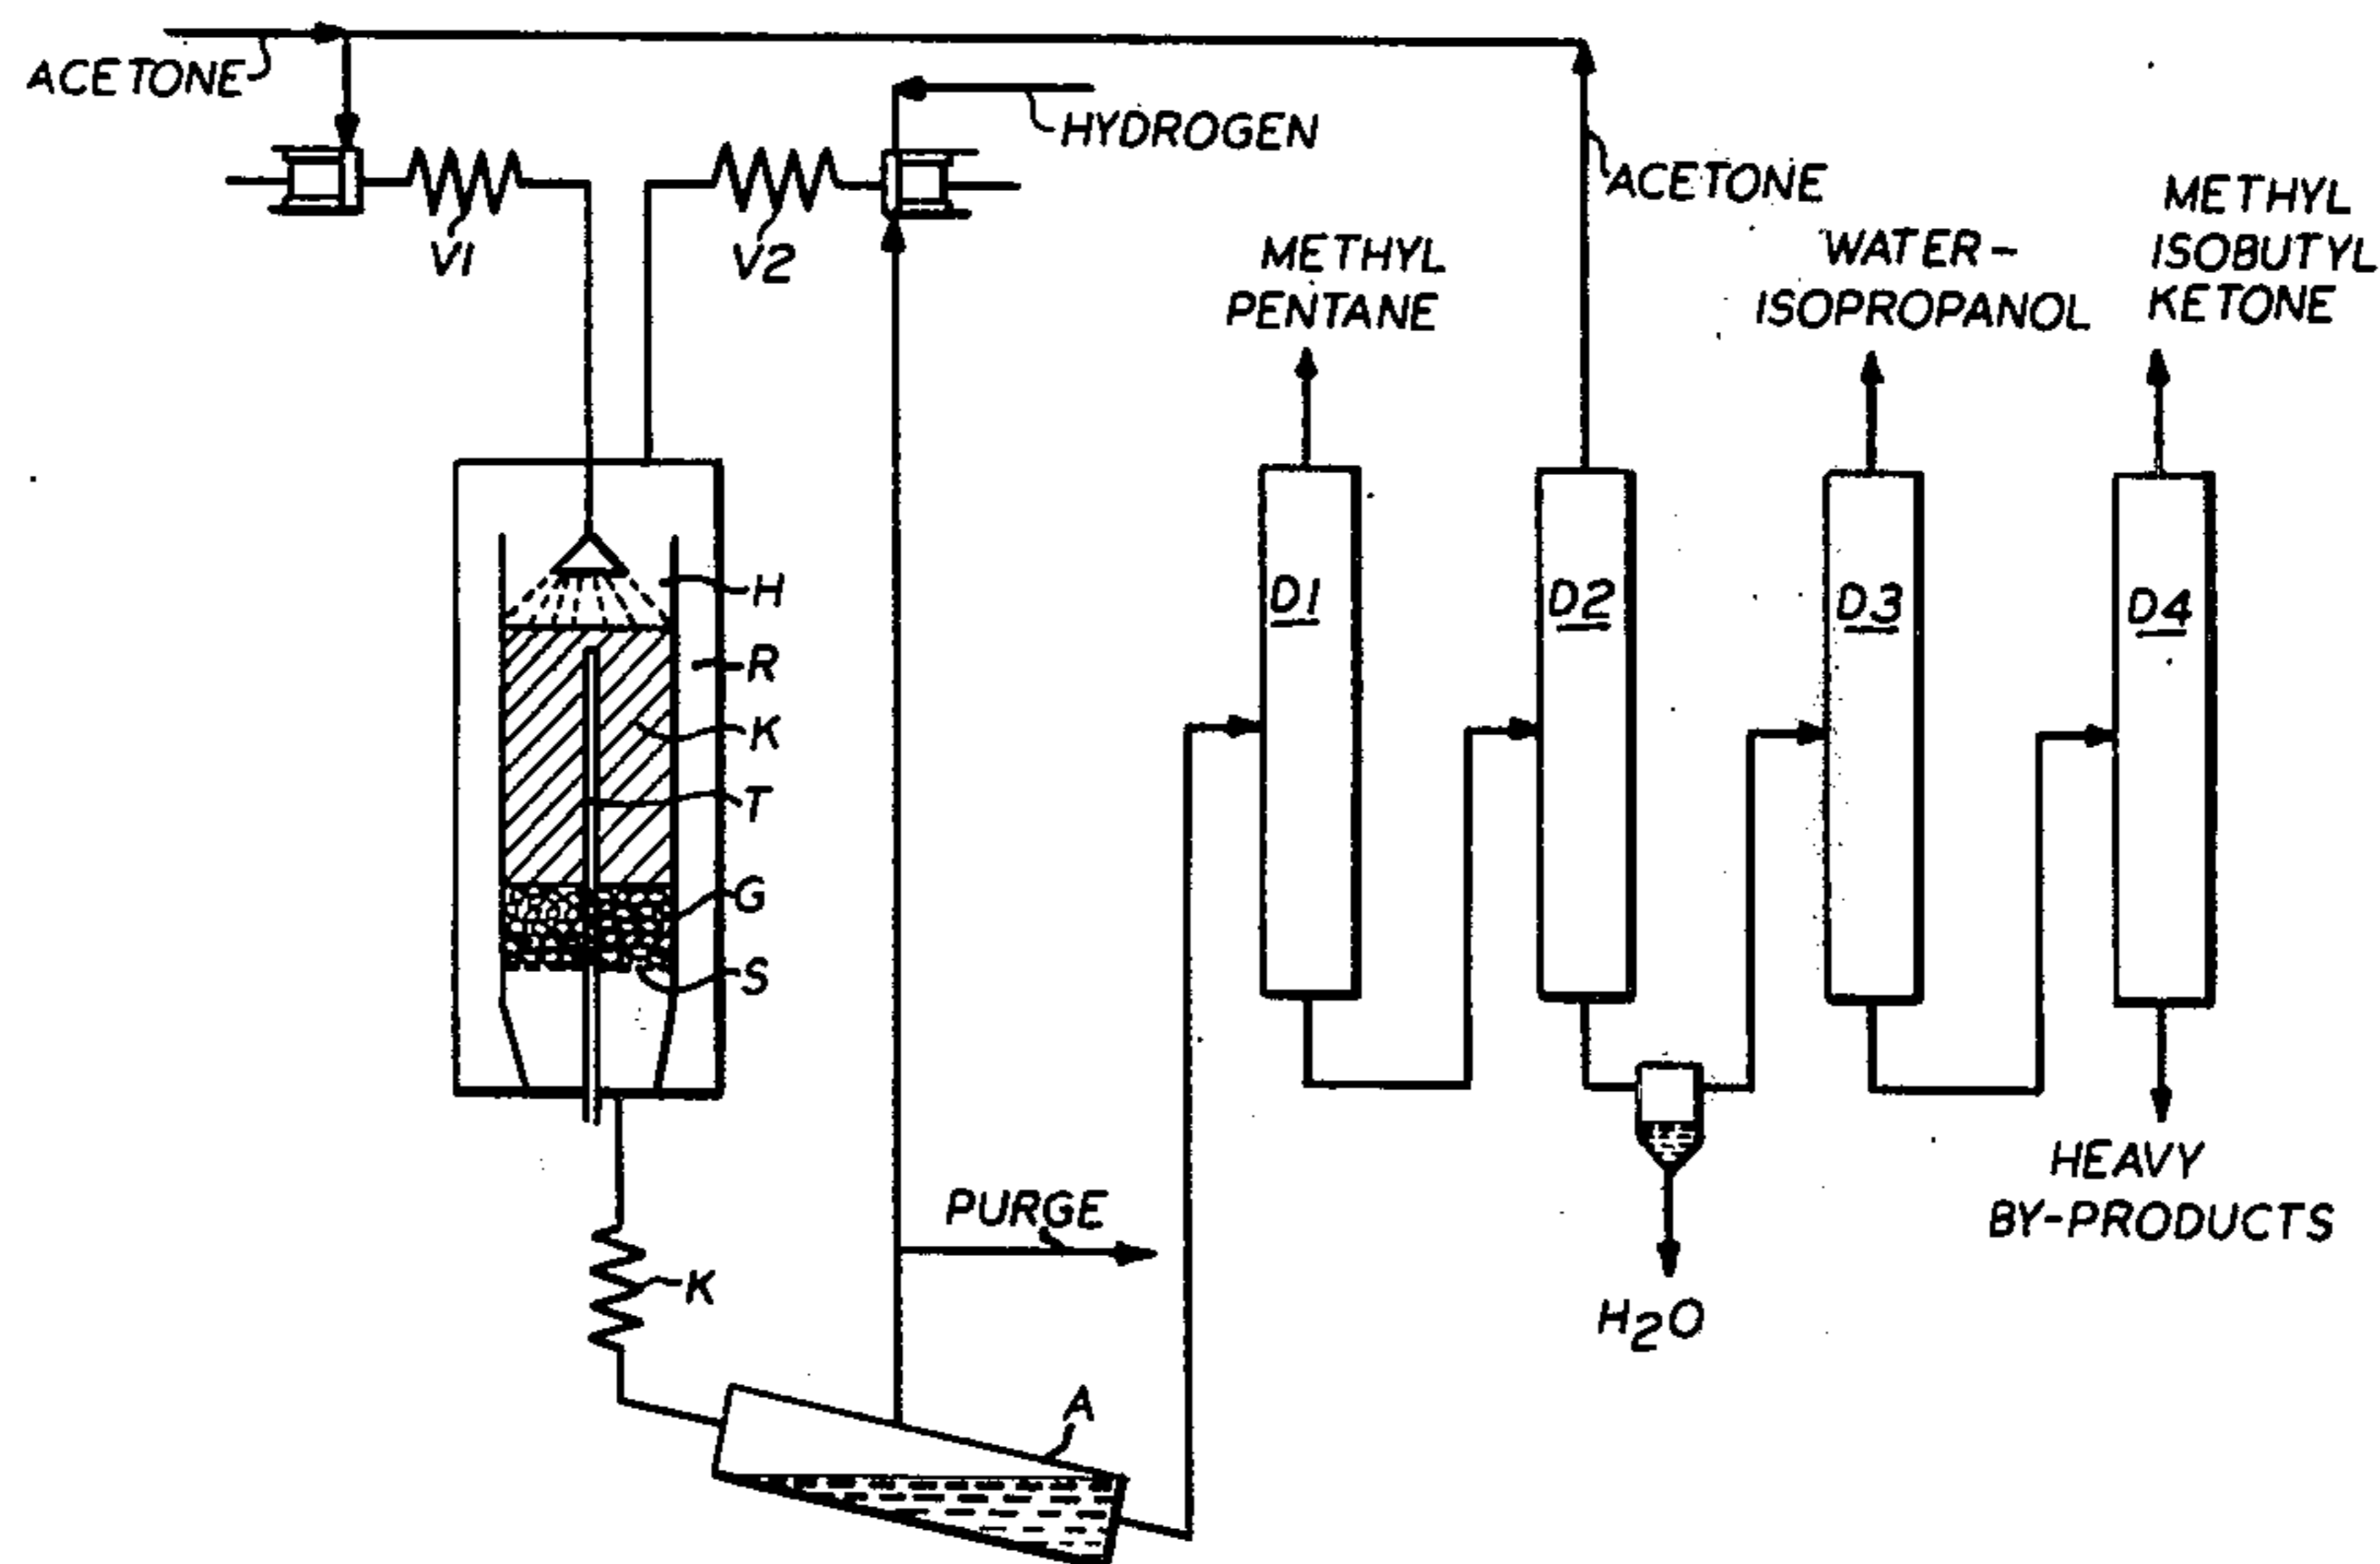 ACETONE
HYDROGEN
ACETONE
V1
V2
METHYL
PENTANE
WATER-
ISOPROPANOL
METHYL
ISOBUTYL
KETONE
H
R
K
T
G
S
D1
D2
D3
D4
PURGE
K
A
H2O
HEAVY
BY-PRODUCTS